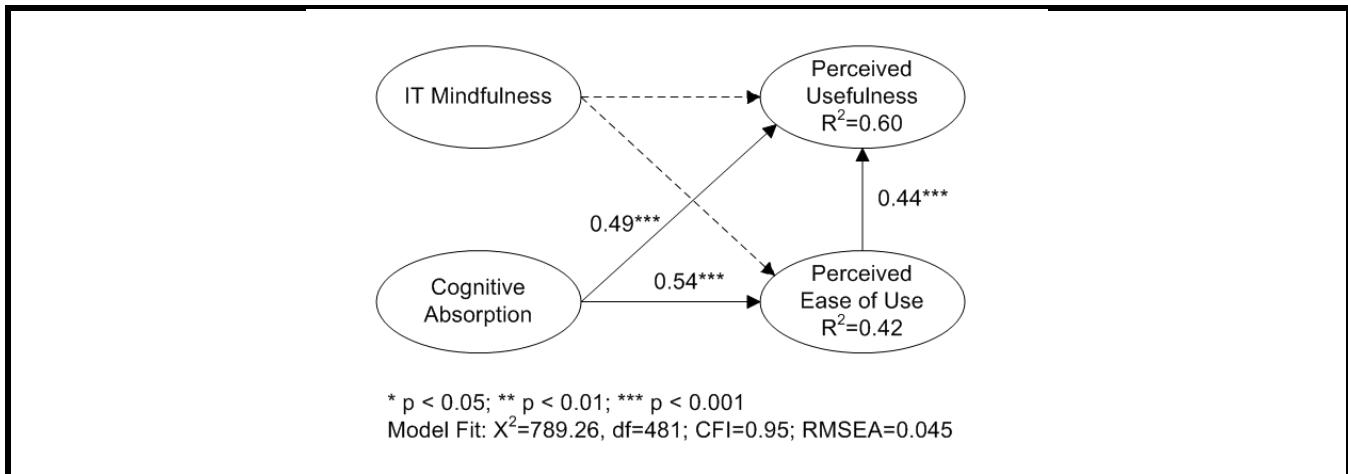 IT Mindfulness
Perceived
Usefulness
R²=0.60
0.49***
0.44***
0.54***
Cognitive
Absorption
Perceived
Ease of Use
R²=0.42
* p < 0.05; ** p < 0.01; *** p < 0.001
Model Fit: X²=789.26, df=481; CFI=0.95; RMSEA=0.045